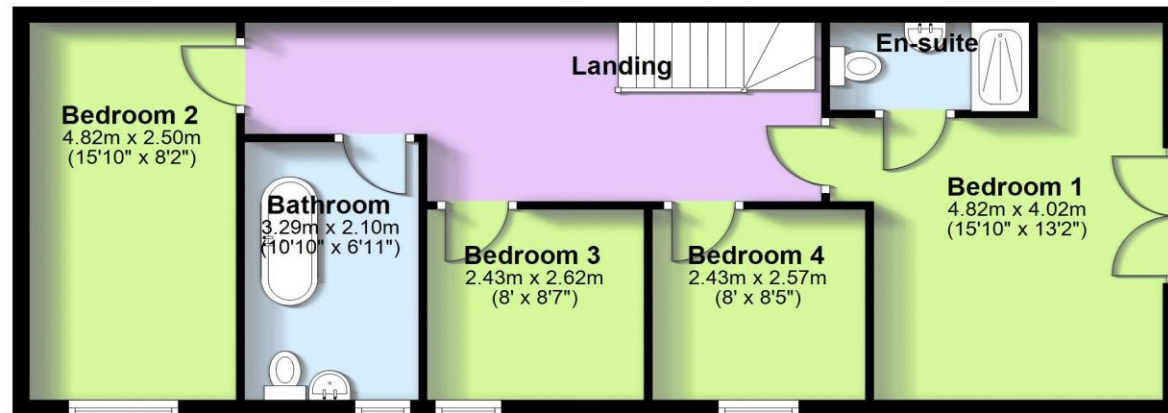 Bedroom 2
4.82m x 2.50m
(15'10" x 8'2")
Landing
En-suite
Bathroom
3.29m x 2.10m
(10'10" x 6'11")
Bedroom 3
2.43m x 2.62m
(8' x 8'7")
Bedroom 4
2.43m x 2.57m
(8' x 8'5")
Bedroom 1
4.82m x 4.02m
(15'10" x 13'2")